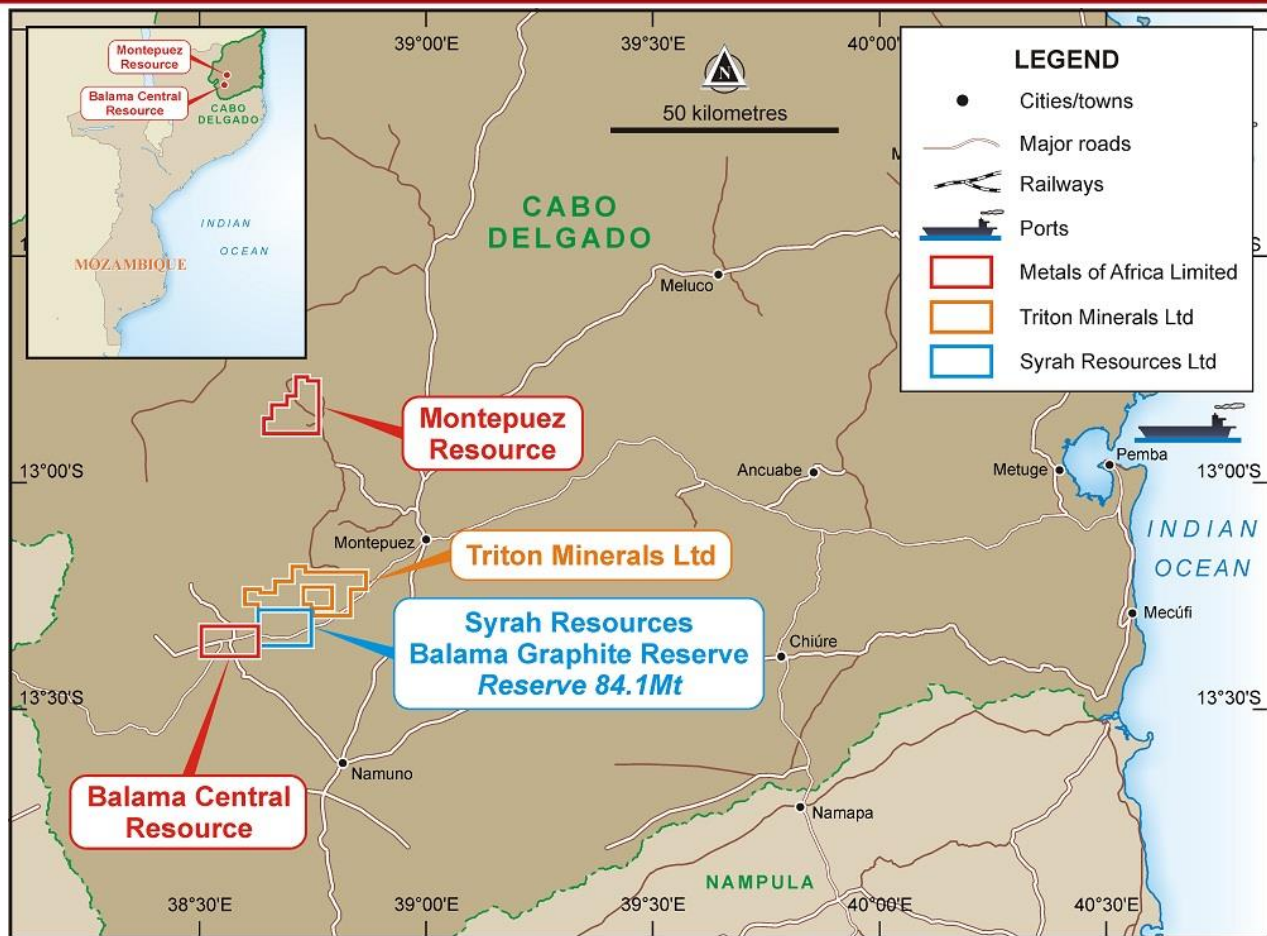 Montepuez
Resource
Balama Central
Resource
CABO
DELGADO
INDIAN
OCEAN
MOZAMBIQUE
39°00'E
39°30'E
40°00'
N
50 kilometres
LEGEND
Cities/towns
Major roads
Railways
Ports
Metals of Africa Limited
Triton Minerals Ltd
Syrah Resources Ltd
CABO
DELGADO
Meluco
Montepuez
Resource
13°00'S
Ancuabe
Metuge
Pemba
13°00'S
Montepuez
Triton Minerals Ltd
INDIAN
OCEAN
Syrah Resources
Balama Graphite Reserve
Reserve 84.1Mt
Chiúre
Mecúfi
13°30'S
13°30'S
Namuno
Balama Central
Resource
Namapa
NAMPULA
38°30'E
39°00'E
39°30'E
40°00'E
40°30'E